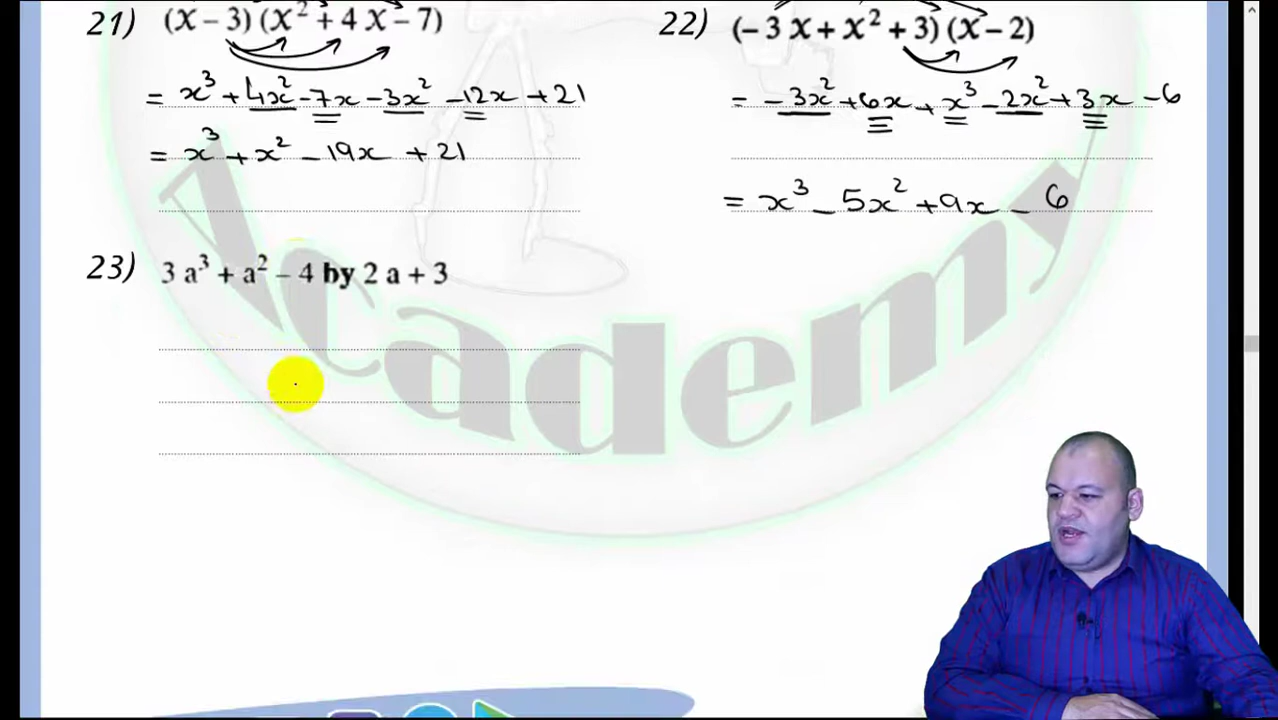 21) (x – 3) (x² + 4 x – 7)
= x³ + 4x² - 7x - 3x² - 12x + 21
= x³ + x² - 19x + 21
22) (– 3 x + x² + 3) (x – 2)
= - 3x² + 6x + x³ - 2x² + 3x - 6
= x³ - 5x² + 9x - 6
23) 3 a³ + a² – 4 by 2 a + 3
Academy